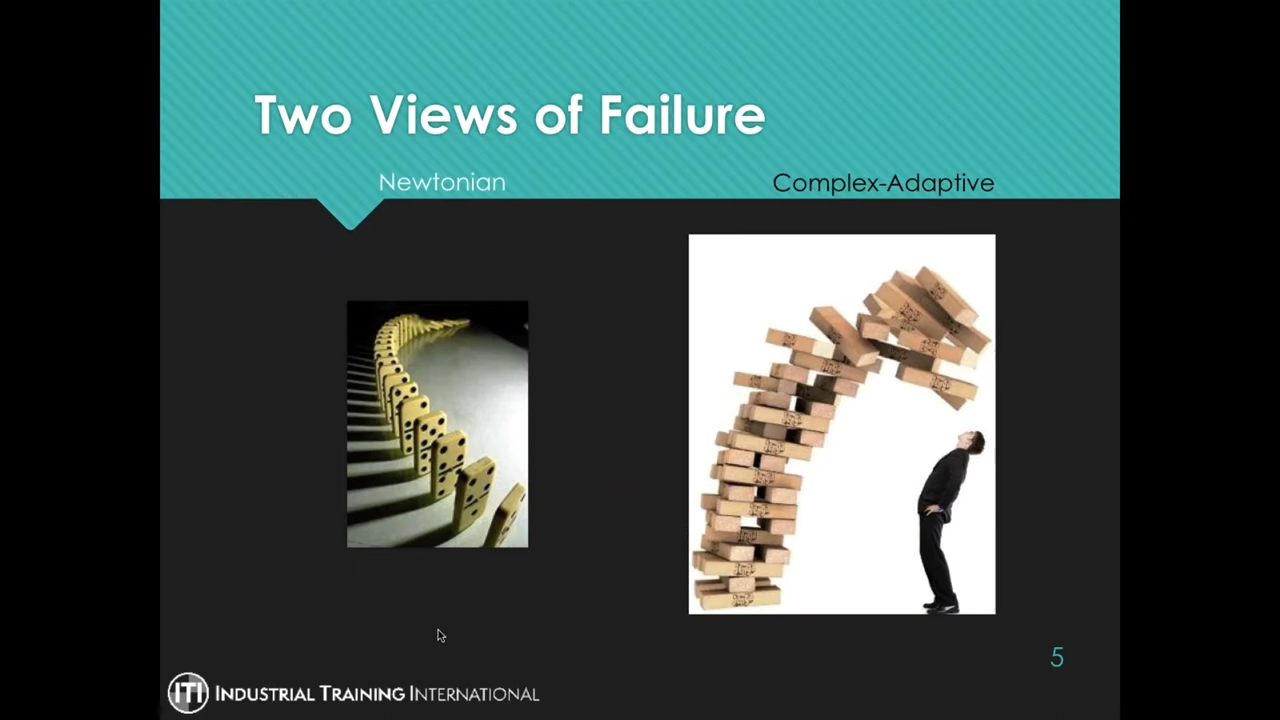 Two Views of Failure
Newtonian
Complex-Adaptive
5
ITI INDUSTRIAL TRAINING INTERNATIONAL